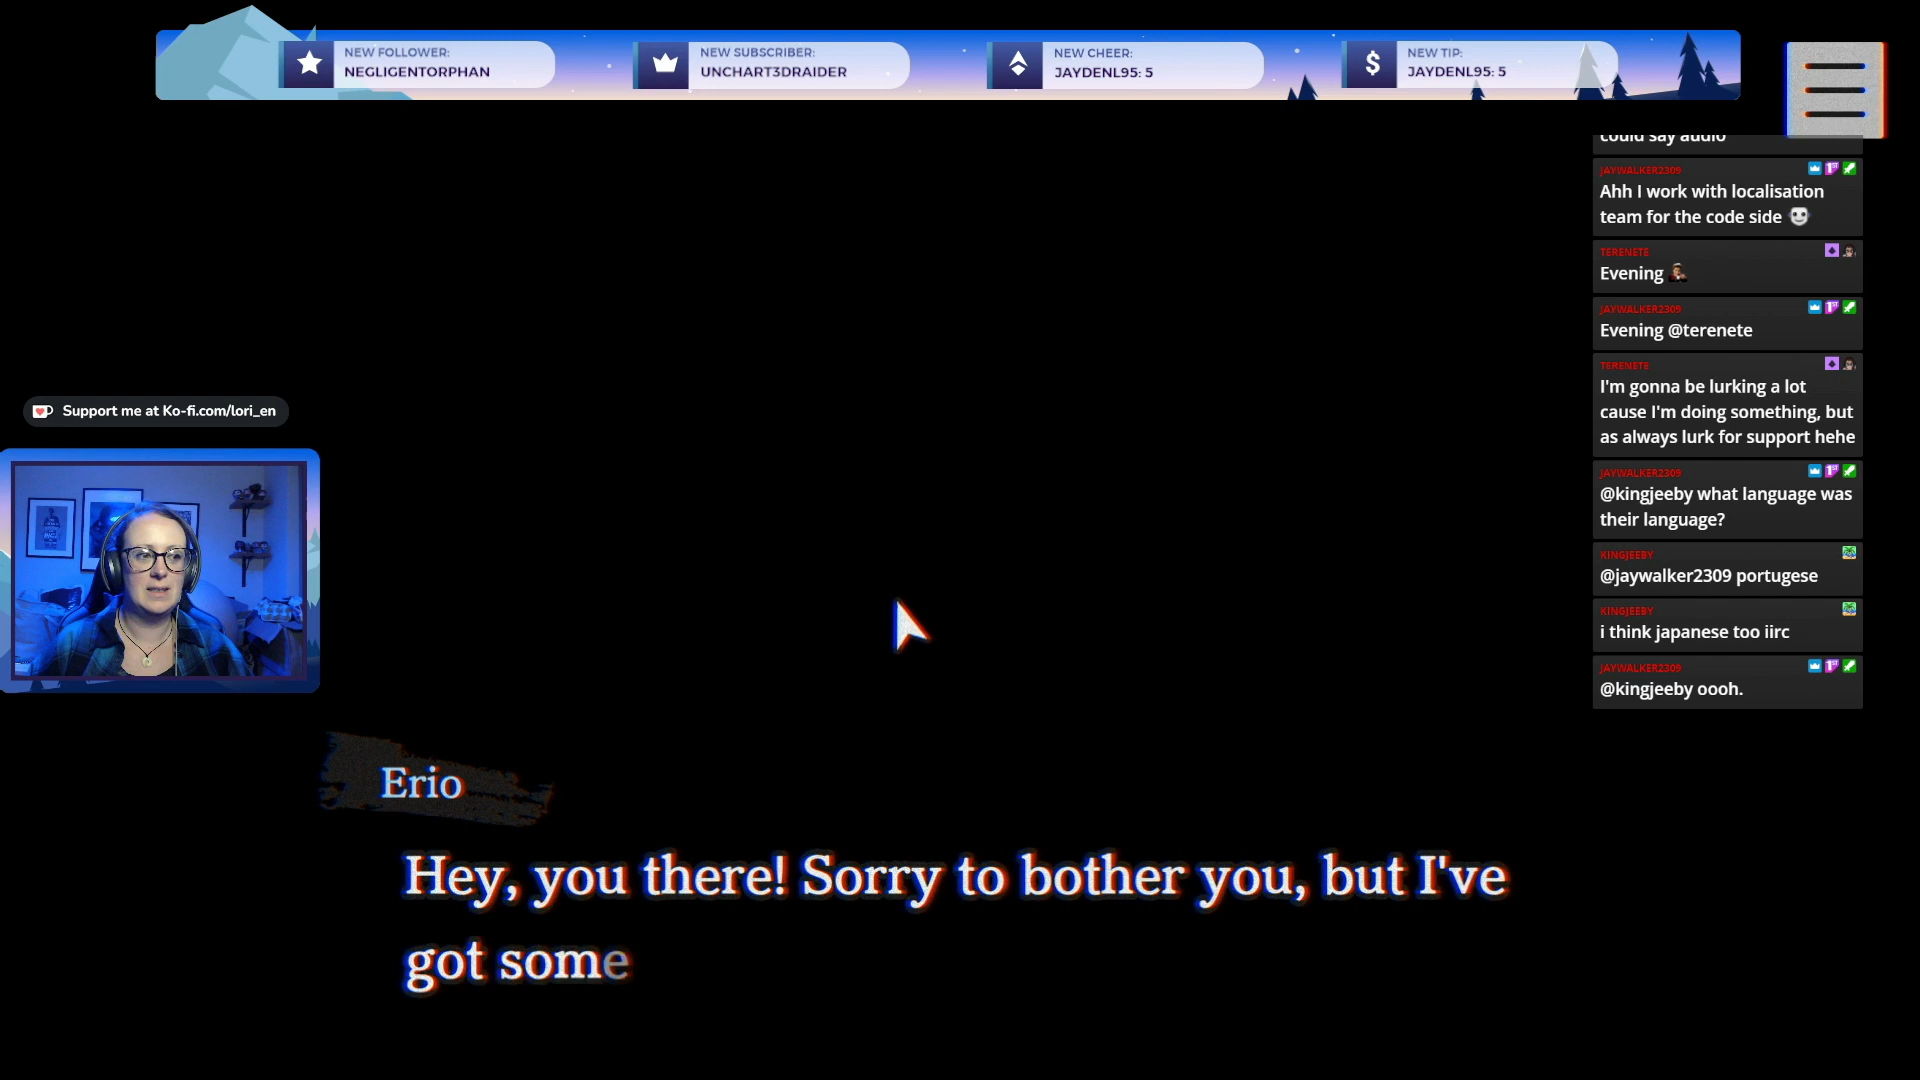 NEW FOLLOWER:
NEGLIGENTORPHAN
NEW SUBSCRIBER:
UNCHART3DRAIDER
NEW CHEER:
JAYDENL95: 5
NEW TIP:
JAYDENL95: 5
could say audio
JAYWALKER2309
Ahh I work with localisation
team for the code side
TERENETE
Evening
JAYWALKER2309
Evening @terenete
TERENETE
I'm gonna be lurking a lot
cause I'm doing something, but
as always lurk for support hehe
JAYWALKER2309
@kingjeeby what language was
their language?
KINGJEEBY
@jaywalker2309 portugese
KINGJEEBY
i think japanese too iirc
JAYWALKER2309
@kingjeeby oooh.
Support me at Ko-fi.com/lori_en
Erio
Hey, you there! Sorry to bother you, but I've
got some